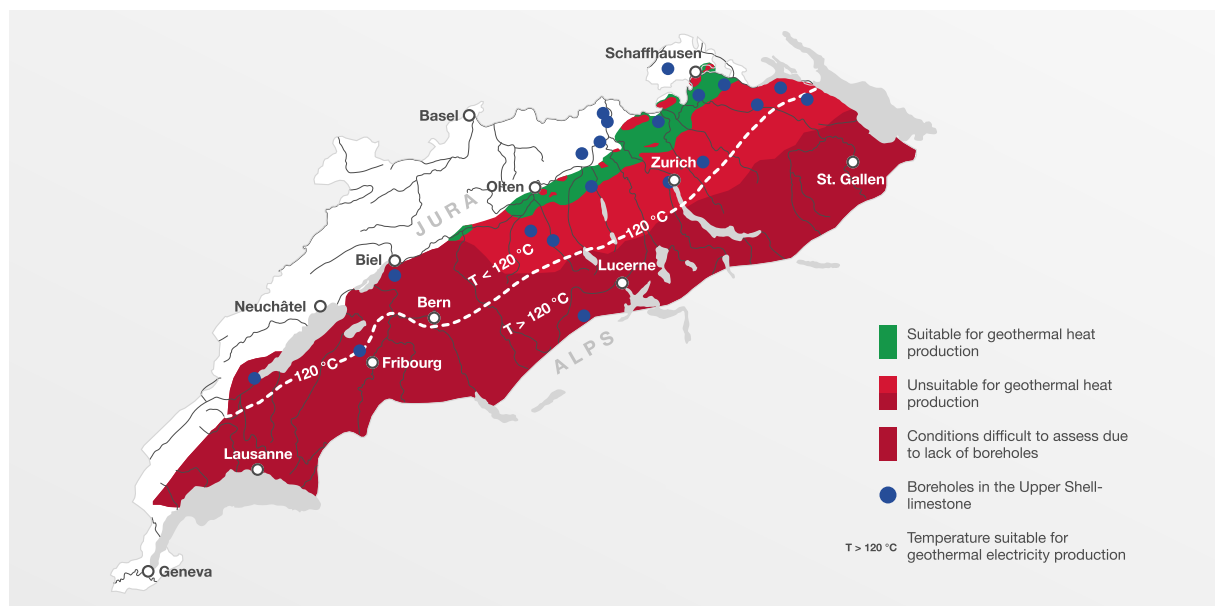 Schaffhausen
Basel
Zurich
St. Gallen
Olten
JURA
120 °C
T < 120 °C
Biel
Lucerne
Neuchâtel
Bern
T > 120 °C
ALPS
120 °C
Fribourg
Lausanne
Geneva
Suitable for geothermal heat
production
Unsuitable for geothermal heat
production
Conditions difficult to assess due
to lack of boreholes
Boreholes in the Upper Shell-
limestone
T > 120 °C
Temperature suitable for
geothermal electricity production